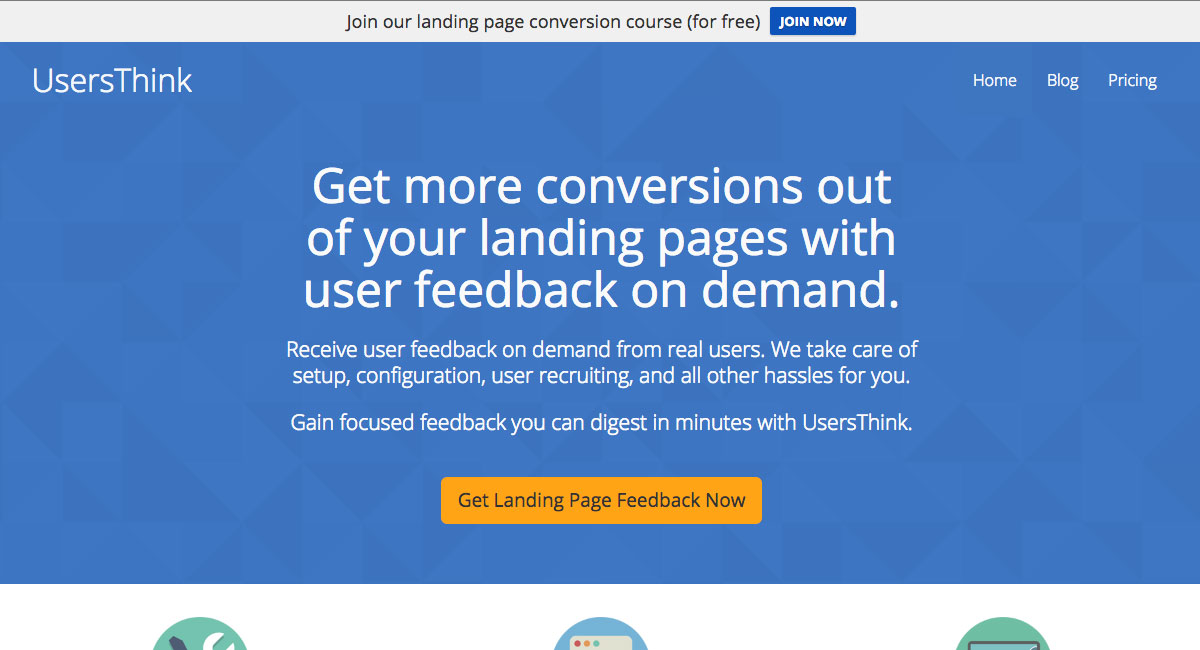 Join our landing page conversion course (for free) JOIN NOW
UsersThink Home Blog Pricing
Get more conversions out
of your landing pages with
user feedback on demand.
Receive user feedback on demand from real users. We take care of
setup, configuration, user recruiting, and all other hassles for you.
Gain focused feedback you can digest in minutes with UsersThink.
Get Landing Page Feedback Now